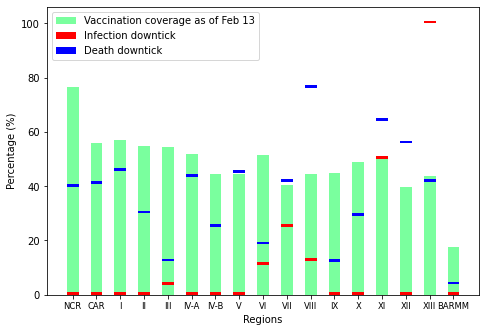 Vaccination coverage as of Feb 13
Infection downtick
Death downtick
Percentage (%)
100
80
60
40
20
0
NCR CAR I II III IV-A IV-B V VI VII VIII IX X XI XII XIII BARMM
Regions